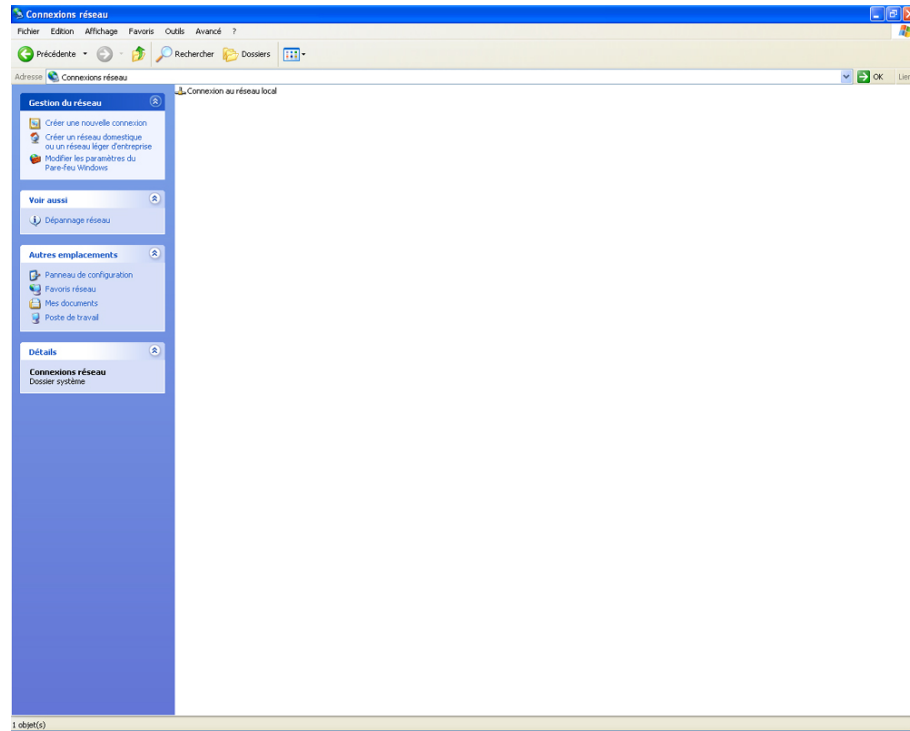 Connexions réseau
Fichier Edition Affichage Favoris Outils Avancé ?
Précédente Rechercher Dossiers
Adresse Connexions réseau OK
Connexion au réseau local
Gestion du réseau
Créer une nouvelle connexion
Créer un réseau domestique
ou un réseau léger d'entreprise
Modifier les paramètres du
Pare-feu Windows
Voir aussi
Dépannage réseau
Autres emplacements
Panneau de configuration
Favoris réseau
Mes documents
Poste de travail
Détails
Connexions réseau
Dossier système
1 objet(s)